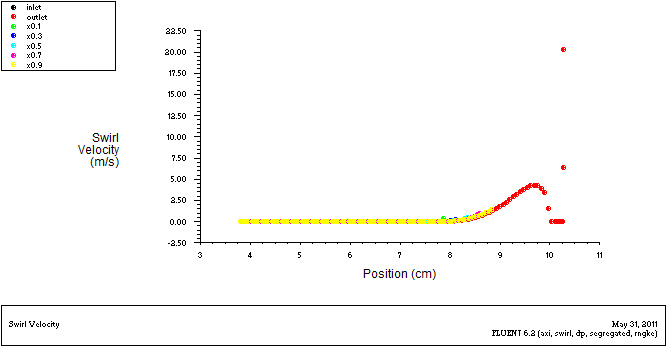 inlet
outlet
x0.1
x0.3
x0.5
x0.7
x0.9
22.50
20.00
17.50
15.00
12.50
10.00
7.50
5.00
2.50
0.00
-2.50
Swirl
Velocity
(m/s)
3 4 5 6 7 8 9 10 11
Position (cm)
Swirl Velocity
May 31, 2011
FLUENT 6.2 (axi, swirl, dp, segregated, rngke)